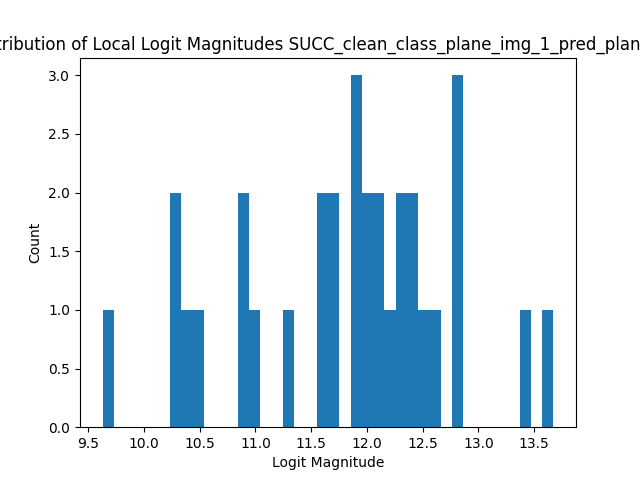 tribution of Local Logit Magnitudes SUCC_clean_class_plane_img_1_pred_plan
3.0
2.5
2.0
1.5
1.0
0.5
0.0
Count
9.5 10.0 10.5 11.0 11.5 12.0 12.5 13.0 13.5
Logit Magnitude